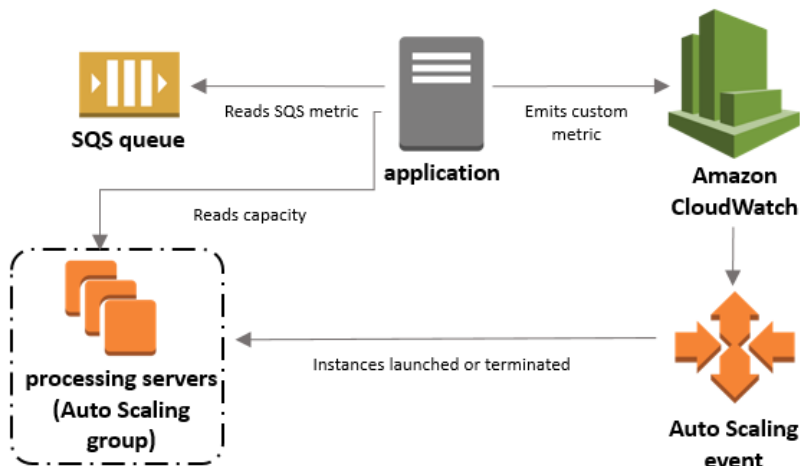 Reads SQS metric
Emits custom
metric
SQS queue
application
Amazon
CloudWatch
Reads capacity
Instances launched or terminated
processing servers
(Auto Scaling
group)
Auto Scaling
event